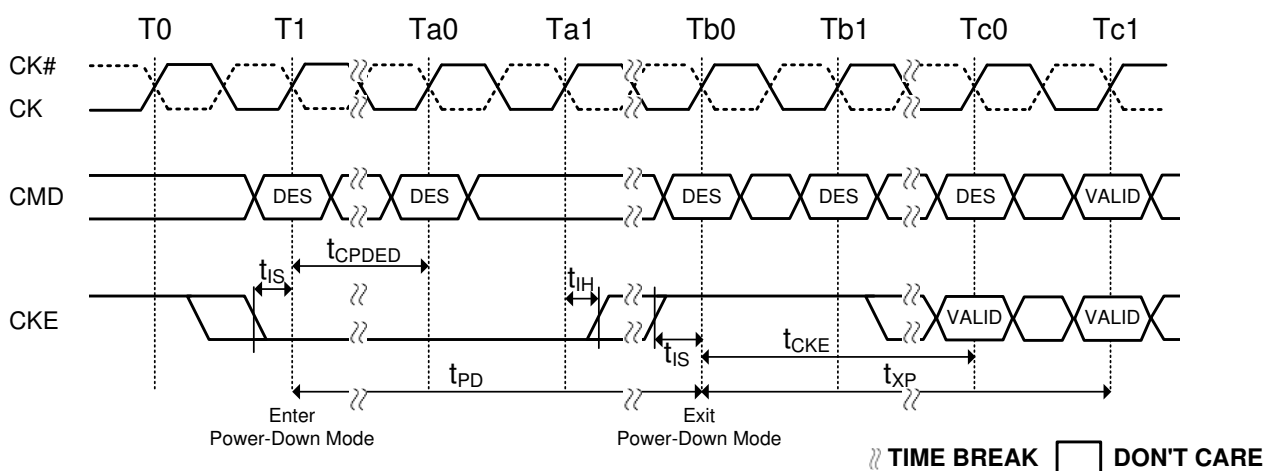 T0 T1 Ta0 Ta1 Tb0 Tb1 Tc0 Tc1
CK#
CK
CMD DES DES DES DES DES VALID
tCPDED
tIS tIH
CKE VALID VALID
tIS tCKE
tPD tXP
Enter Power-Down Mode
Exit Power-Down Mode
TIME BREAK DON'T CARE